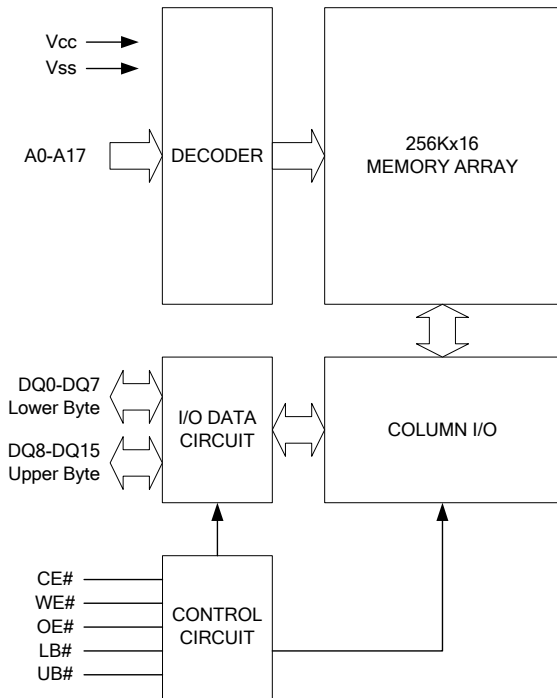 Vcc
Vss
A0-A17
DECODER
256Kx16
MEMORY ARRAY
DQ0-DQ7
Lower Byte
DQ8-DQ15
Upper Byte
I/O DATA
CIRCUIT
COLUMN I/O
CE#
WE#
OE#
LB#
UB#
CONTROL
CIRCUIT